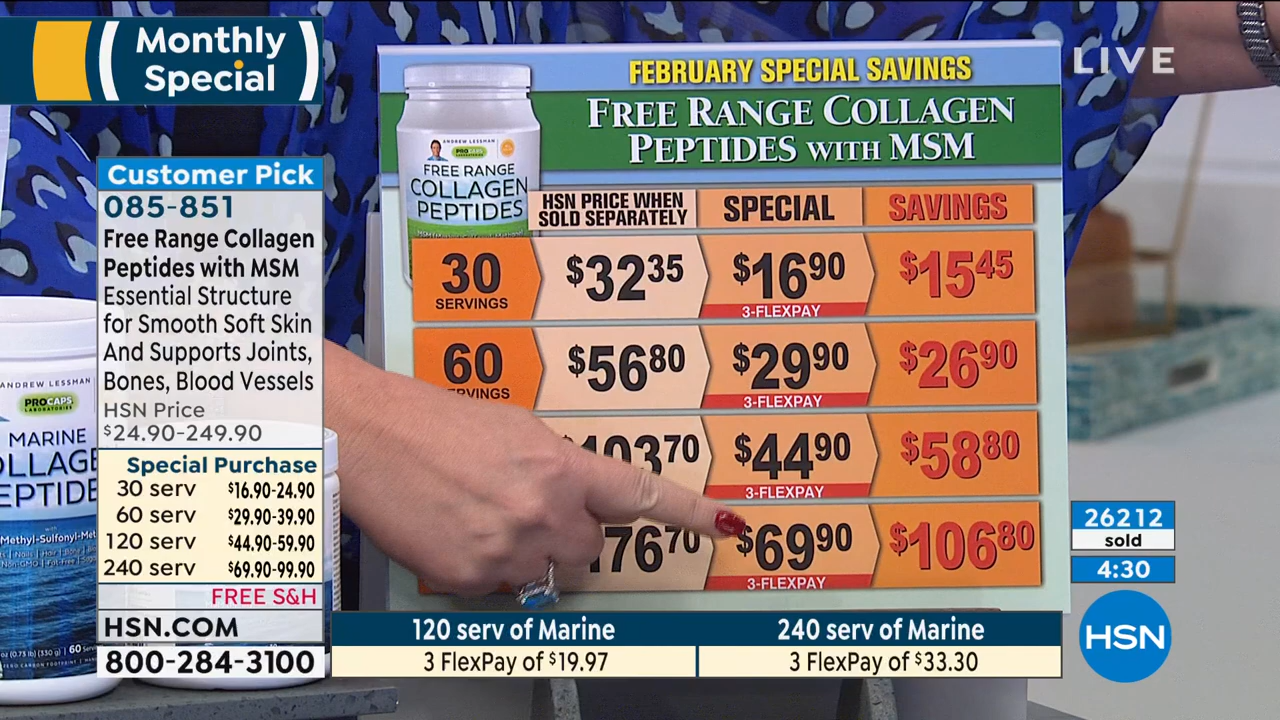 (Monthly
Special)
LIVE
Customer Pick
085-851
Free Range Collagen
Peptides with MSM
Essential Structure
for Smooth Soft Skin
And Supports Joints,
Bones, Blood Vessels
HSN Price
$24.90-249.90
Special Purchase
30 serv $16.90-24.90
60 serv $29.90-39.90
120 serv $44.90-59.90
240 serv $69.90-99.90
FREE S&H
HSN.COM
800-284-3100
FEBRUARY SPECIAL SAVINGS
FREE RANGE COLLAGEN
PEPTIDES WITH MSM
ANDREW LESSMAN
PROCAPS
LABORATORIES
FREE RANGE
COLLAGEN
PEPTIDES
HSN PRICE WHEN
SOLD SEPARATELY
SPECIAL
SAVINGS
30
SERVINGS
$32.35
$16.90
3-FLEXPAY
$15.45
60
$56.80
$29.90
3-FLEXPAY
$26.90
$44.90
3-FLEXPAY
$58.80
$69.90
3-FLEXPAY
$106.80
ANDREW LESSMAN
PROCAPS
LABORATORIES
MARINE
26212
sold
4:30
HSN
120 serv of Marine
3 FlexPay of $19.97
240 serv of Marine
3 FlexPay of $33.30